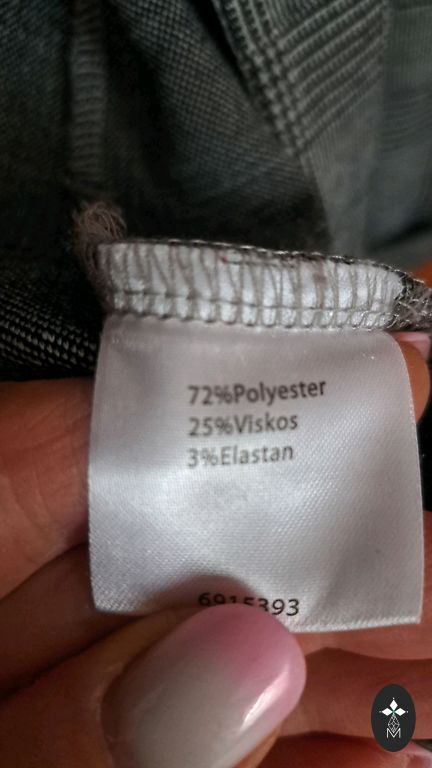 72%Polyester
25%Viskos
3%Elastan
6915393
M